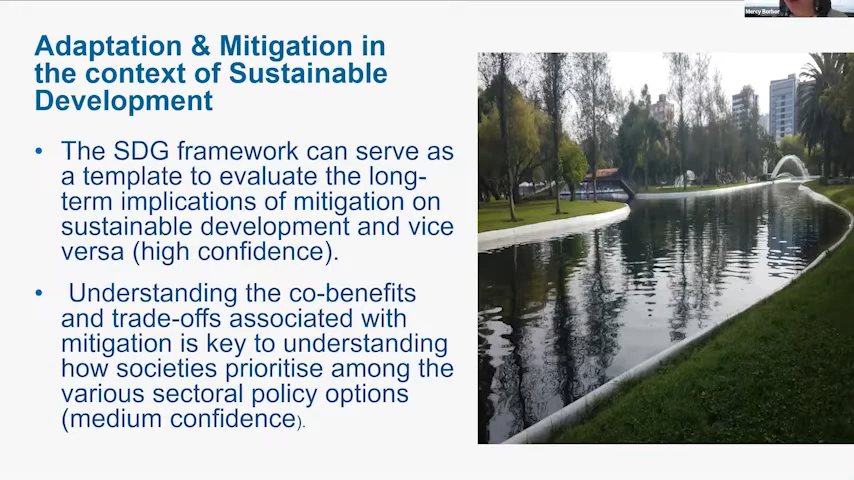 Mercy Borbor
Adaptation & Mitigation in
the context of Sustainable
Development
• The SDG framework can serve as
a template to evaluate the long-
term implications of mitigation on
sustainable development and vice
versa (high confidence).
• Understanding the co-benefits
and trade-offs associated with
mitigation is key to understanding
how societies prioritise among the
various sectoral policy options
(medium confidence).